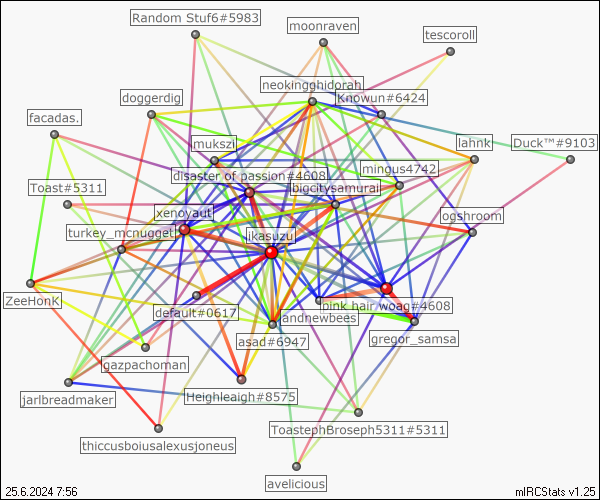 Random Stuf6#5983
moonraven
tescoroll
neokingghidorah
Knowun#6424
doggerdig
facadas.
mukszi
lahnk
Duck™#9103
mingus4742
disaster of passion#4608
bigcitysamurai
Toast#5311
xenoyaut
ogshroom
turkey_mcnugget
ikasuzu
ZeeHonK
default#0617
pink hair woag#4608
jandnewbees
asad#6947
gregor_samsa
gazpachoman
jarlbreadmaker
Heighleaigh#8575
ToastephBroseph5311#5311
thiccusboiusalexusjoneus
avelicious
25.6.2024 7:56
mIRCStats v1.25